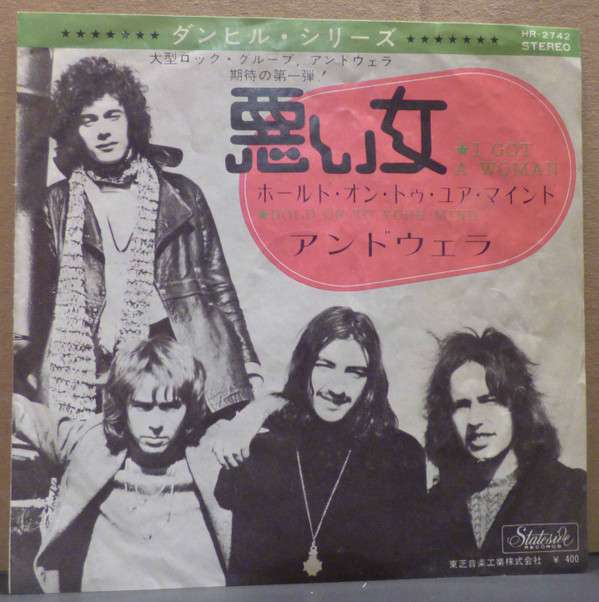 ★★★★★★★ダンヒル・シリーズ★★★★★★★
HR-2742
STEREO
大型ロック・グループ,アンドウェラ
期待の第一弾!
悪い女
★I GOT
A WOMAN
ホールト・オン・トゥ・ユア・マイント
★HOLD ON TO YOUR MIND
アンドウェラ
Stateside
RECORDS
東芝音楽工業株式会社 ¥ 400